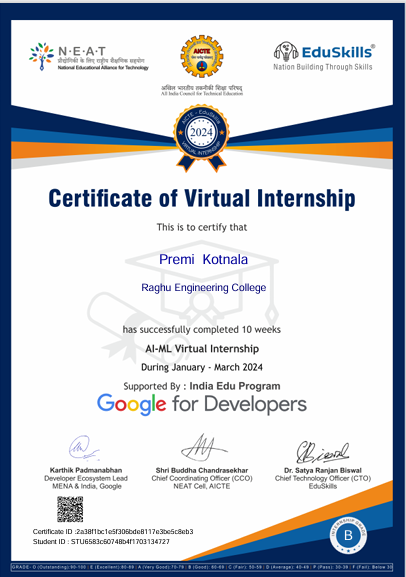 N·E·A·T
प्रौद्योगिकी के लिए राष्ट्रीय शैक्षणिक सहयोग
National Educational Alliance for Technology
AICTE
अखिल भारतीय तकनीकी शिक्षा परिषद्
All India Council for Technical Education
EduSkills®
Nation Building Through Skills
AICTE - EduSkills
2024
VIRTUAL INTERNSHIP
Certificate of Virtual Internship
This is to certify that
Premi Kotnala
Raghu Engineering College
has successfully completed 10 weeks
AI-ML Virtual Internship
During January - March 2024
Supported By : India Edu Program
Google for Developers
Karthik Padmanabhan
Developer Ecosystem Lead
MENA & India, Google
Shri Buddha Chandrasekhar
Chief Coordinating Officer (CCO)
NEAT Cell, AICTE
Dr. Satya Ranjan Biswal
Chief Technology Officer (CTO)
EduSkills
Certificate ID :2a38f1bc1e5f306bde8117e3be5c8eb3
Student ID : STU6583c60748b4f1703134727
INTERNSHIP GRADE
B
GRADE- O (Outstanding):90-100 | E (Excellent):80-89 | A (Very Good):70-79 | B (Good): 60-69 | C (Fair): 50-59 | D (Average): 40-49 | P (Pass): 30-39 | F (Fail): Below 30